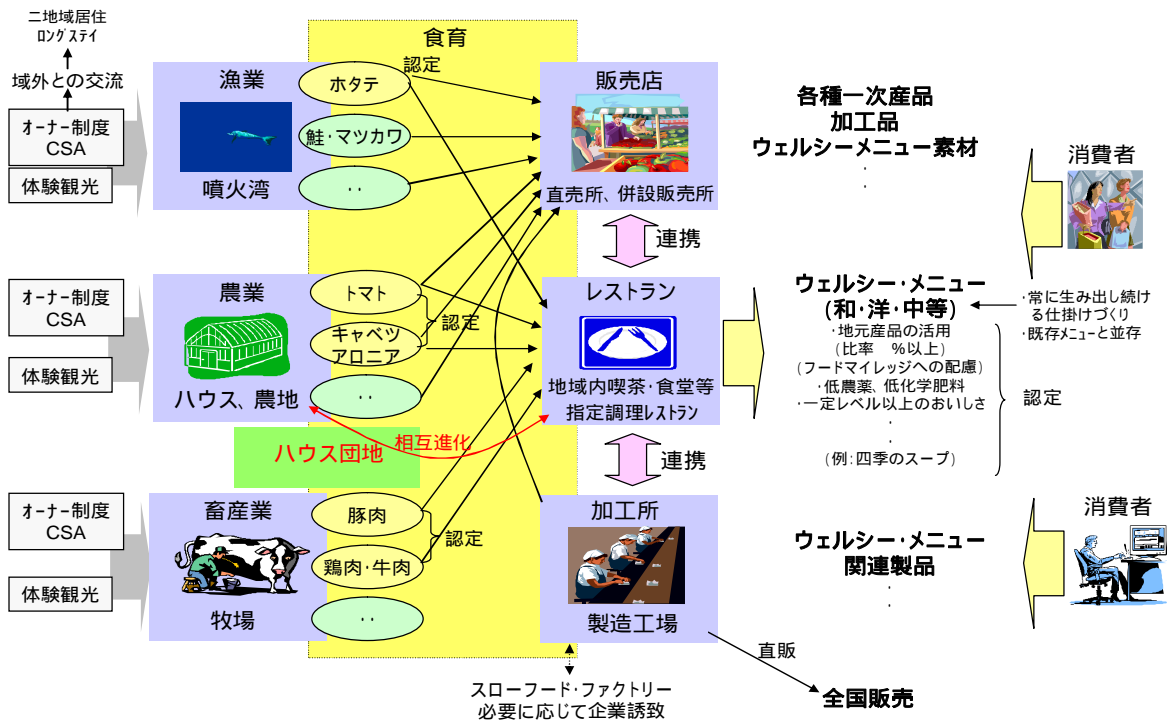 二地域居住
ロングステイ
域外との交流
オーナー制度
CSA
体験観光
漁業
噴火湾
食育
ホタテ
認定
鮭・マツカワ
‥
販売店
直売所、併設販売所
各種一次産品
加工品
ウェルシーメニュー素材
・
・
消費者
連携
オーナー制度
CSA
体験観光
農業
ハウス、農地
トマト
キャベツ
アロニア
認定
‥
レストラン
地域内喫茶・食堂等
指定調理レストラン
ウェルシー・メニュー
(和・洋・中等)
・地元産品の活用
(比率　%以上)
(フードマイレッジへの配慮)
・低農薬、低化学肥料
・一定レベル以上のおいしさ
・
・
(例:四季のスープ)
認定
・常に生み出し続け
る仕掛けづくり
・既存メニューと並存
相互進化
ハウス団地
連携
オーナー制度
CSA
体験観光
畜産業
牧場
豚肉
鶏肉・牛肉
認定
‥
加工所
製造工場
ウェルシー・メニュー
関連製品
・
・
消費者
直販
全国販売
スローフード・ファクトリー
必要に応じて企業誘致